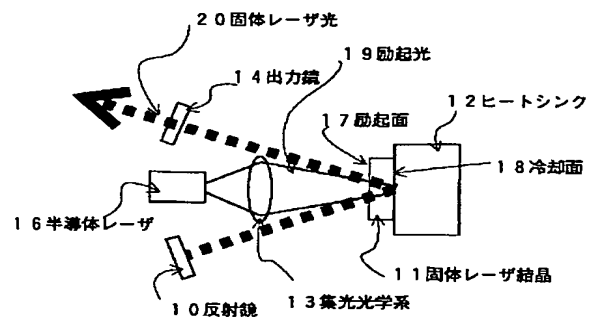 20固体レーザ光
19励起光
14出力鏡
12ヒートシンク
17励起面
18冷却面
16半導体レーザ
11固体レーザ結晶
13集光光学系
10反射鏡